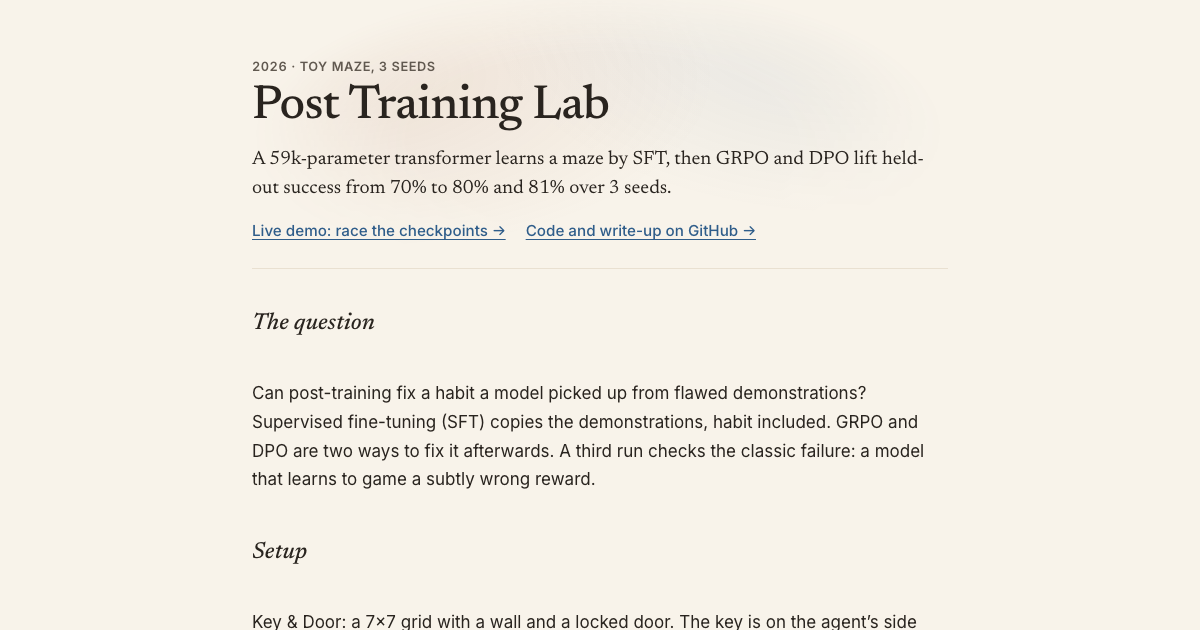 2026 · TOY MAZE, 3 SEEDS
Post Training Lab
A 59k-parameter transformer learns a maze by SFT, then GRPO and DPO lift held-
out success from 70% to 80% and 81% over 3 seeds.
Live demo: race the checkpoints → Code and write-up on GitHub →
The question
Can post-training fix a habit a model picked up from flawed demonstrations?
Supervised fine-tuning (SFT) copies the demonstrations, habit included. GRPO and
DPO are two ways to fix it afterwards. A third run checks the classic failure: a model
that learns to game a subtly wrong reward.
Setup
Key & Door: a 7×7 grid with a wall and a locked door. The key is on the agent’s side